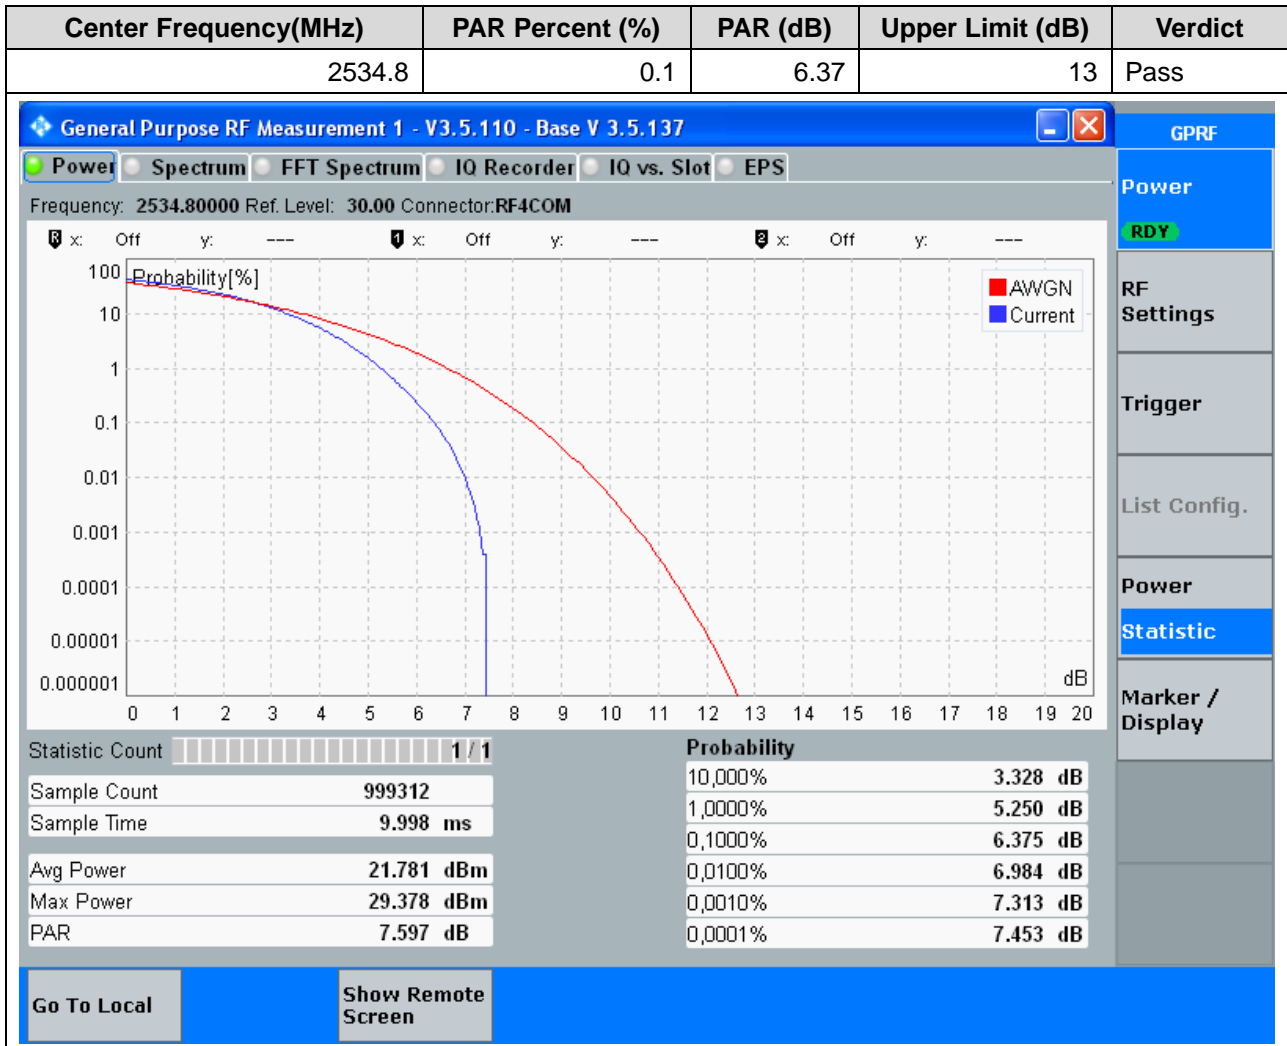 Center Frequency(MHz) PAR Percent (%) PAR (dB) Upper Limit (dB) Verdict
2534.8 0.1 6.37 13 Pass
General Purpose RF Measurement 1 - V3.5.110 - Base V 3.5.137
GPRF
Power Spectrum FFT Spectrum IQ Recorder IQ vs. Slot EPS
Power
RDY
Frequency: 2534.80000 Ref. Level: 30.00 Connector:RF4COM
R x: Off y: --- 1 x: Off y: --- 2 x: Off y: ---
Probability[%]
AWGN
Current
100
10
1
0.1
0.01
0.001
0.0001
0.00001
0.000001
dB
0 1 2 3 4 5 6 7 8 9 10 11 12 13 14 15 16 17 18 19 20
RF
Settings
Trigger
List Config.
Power
Statistic
Marker /
Display
Statistic Count 1 / 1
Sample Count 999312
Sample Time 9.998 ms
Avg Power 21.781 dBm
Max Power 29.378 dBm
PAR 7.597 dB
Probability
10,000% 3.328 dB
1,0000% 5.250 dB
0,1000% 6.375 dB
0,0100% 6.984 dB
0,0010% 7.313 dB
0,0001% 7.453 dB
Go To Local
Show Remote
Screen